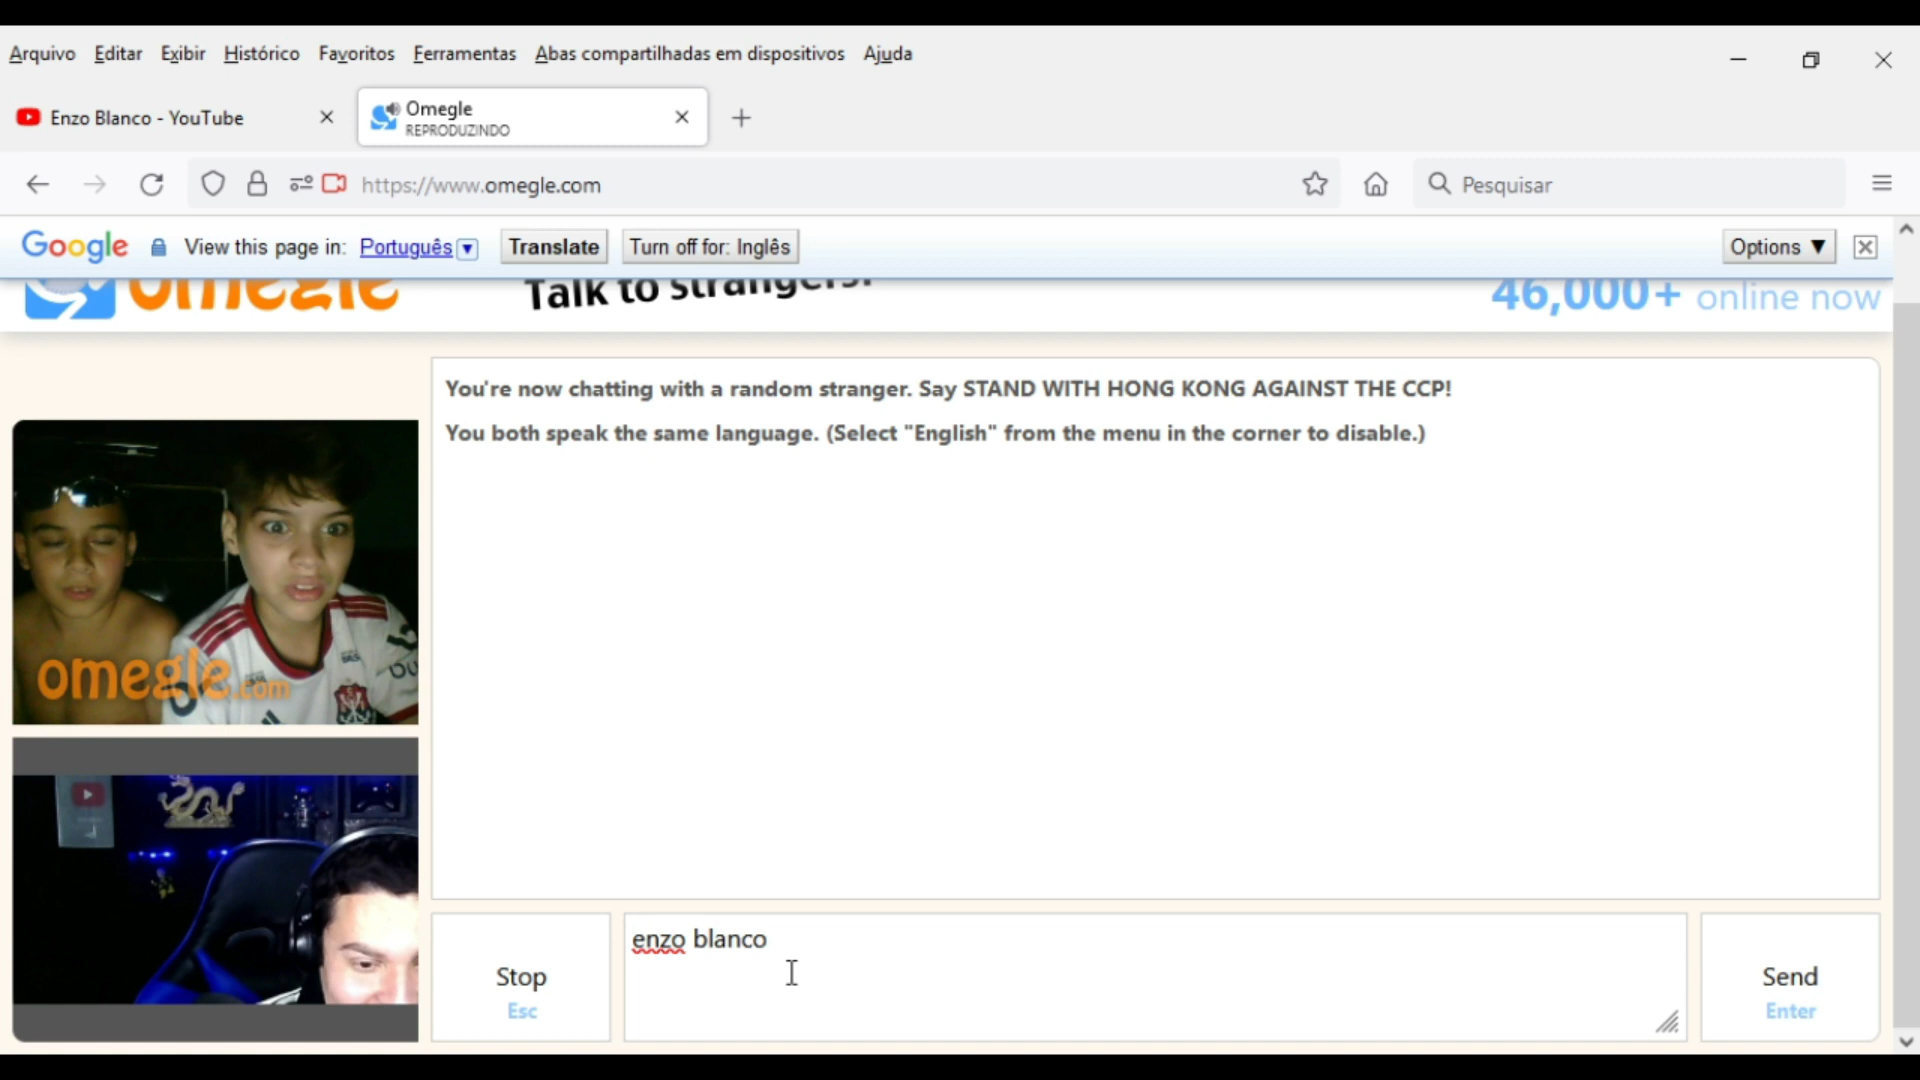 Arquivo Editar Exibir Histórico Favoritos Ferramentas Abas compartilhadas em dispositivos Ajuda
Enzo Blanco - YouTube
Omegle
REPRODUZINDO
https://www.omegle.com
Pesquisar
Google View this page in: Português Translate Turn off for: Inglês Options
omegle Talk to strangers! 46,000+ online now
You're now chatting with a random stranger. Say STAND WITH HONG KONG AGAINST THE CCP!
You both speak the same language. (Select "English" from the menu in the corner to disable.)
omegle.com
enzo blanco
Stop
Esc
Send
Enter